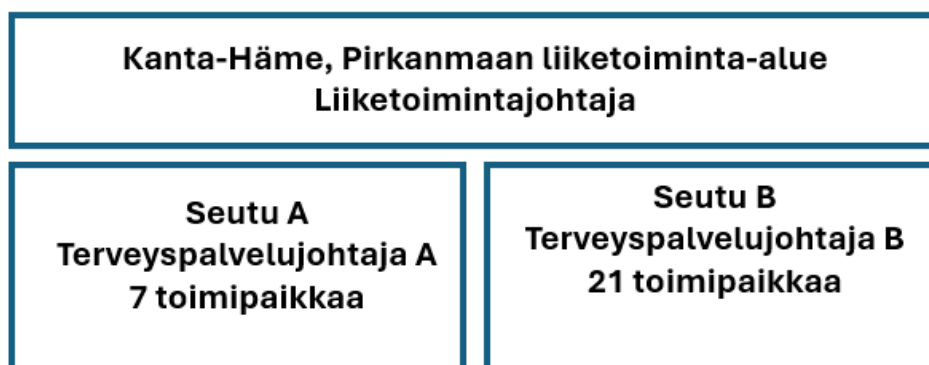 Kanta-Häme, Pirkanmaan liiketoiminta-alue
Liiketoimintajohtaja
Seutu A
Terveyspalvelujohtaja A
7 toimipaikkaa
Seutu B
Terveyspalvelujohtaja B
21 toimipaikkaa